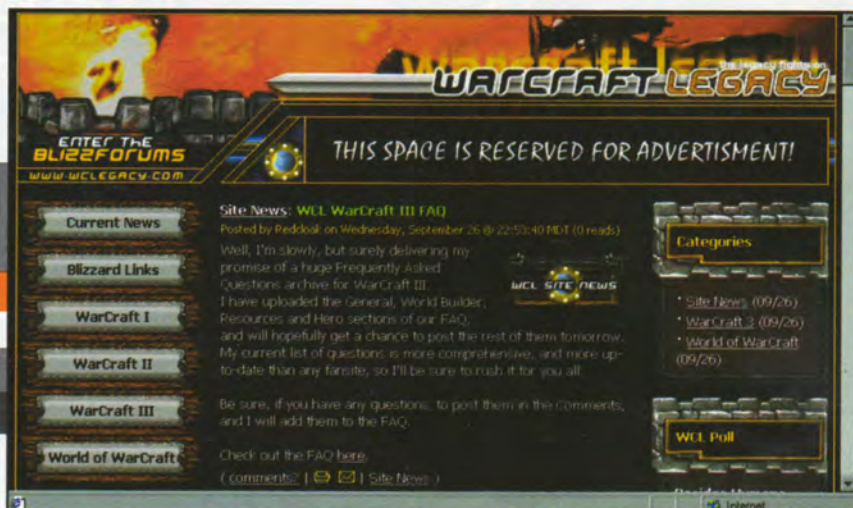 the legacy fights on
WARCRAFT LEGACY
ENTER THE
BLIZZFORUMS
WWW.WCLEGACY.COM
THIS SPACE IS RESERVED FOR ADVERTISMENT!
Current News
Blizzard Links
WarCraft I
WarCraft II
WarCraft III
World of WarCraft
Site News: WCL WarCraft III FAQ
Posted by Redcloak on Wednesday, September 26 @ 22:53:40 MDT (0 reads)
Well, I'm slowly, but surely delivering my
promise of a huge Frequently Asked
Questions archive for WarCraft III.
I have uploaded the General, World Builder,
Resources and Hero sections of our FAQ,
and will hopefully get a chance to post the rest of them tomorrow.
My current list of questions is more comprehensive, and more up-
to-date than any fansite, so I'll be sure to rush it for you all.
Be sure, if you have any questions, to post them in the Comments,
and I will add them to the FAQ.
Check out the FAQ here.
( comments? | | Site News )
WCL SITE NEWS
Categories
· Site News (09/26)
· WarCraft 3 (09/26)
· World of WarCraft
(09/26)
WCL Poll
Internet